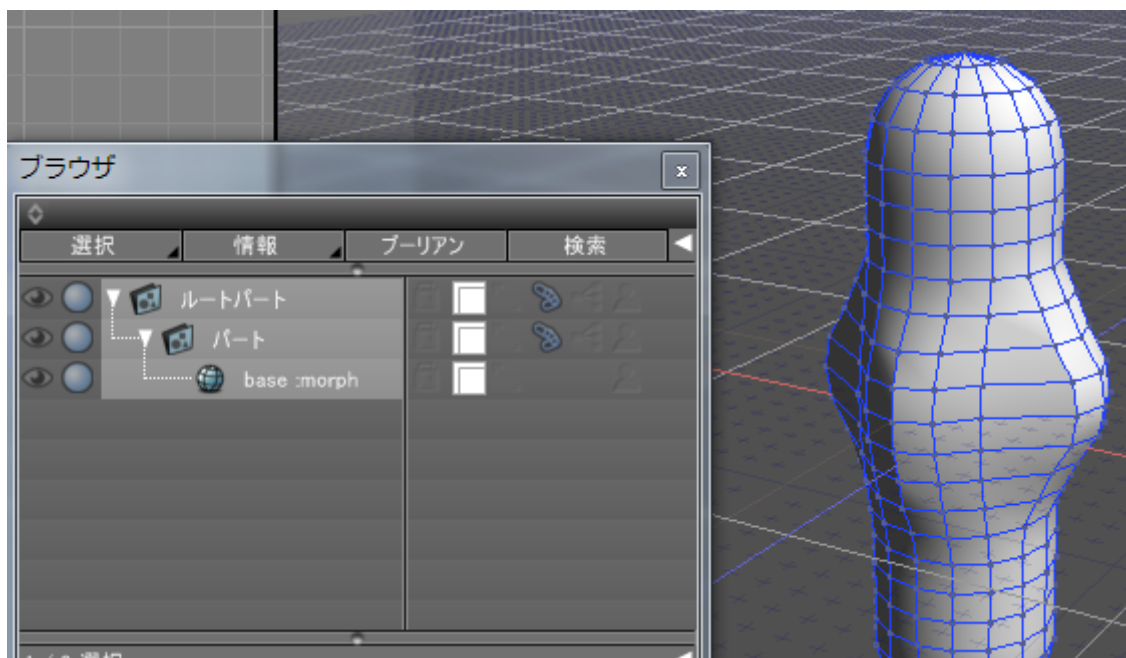 ブラウザ
x
選択 情報 ブーリアン 検索
ルートパート
パート
base :morph